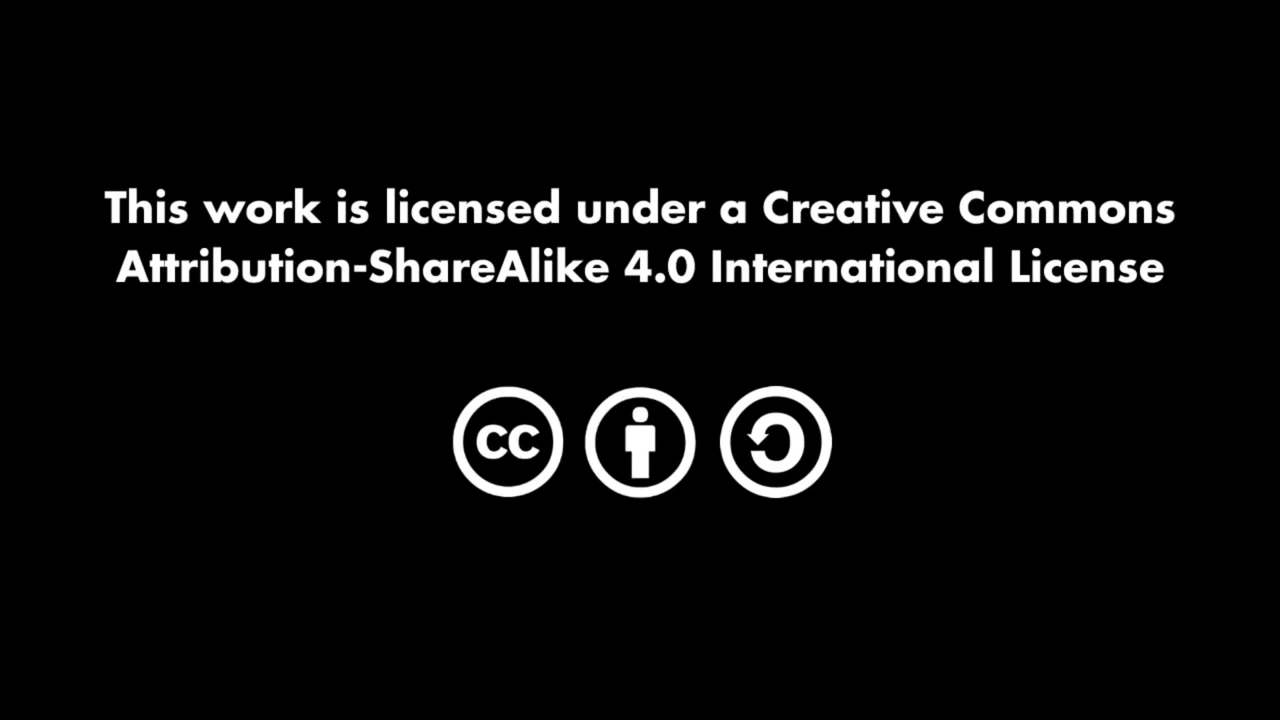 This work is licensed under a Creative Commons
Attribution-ShareAlike 4.0 International License
cc